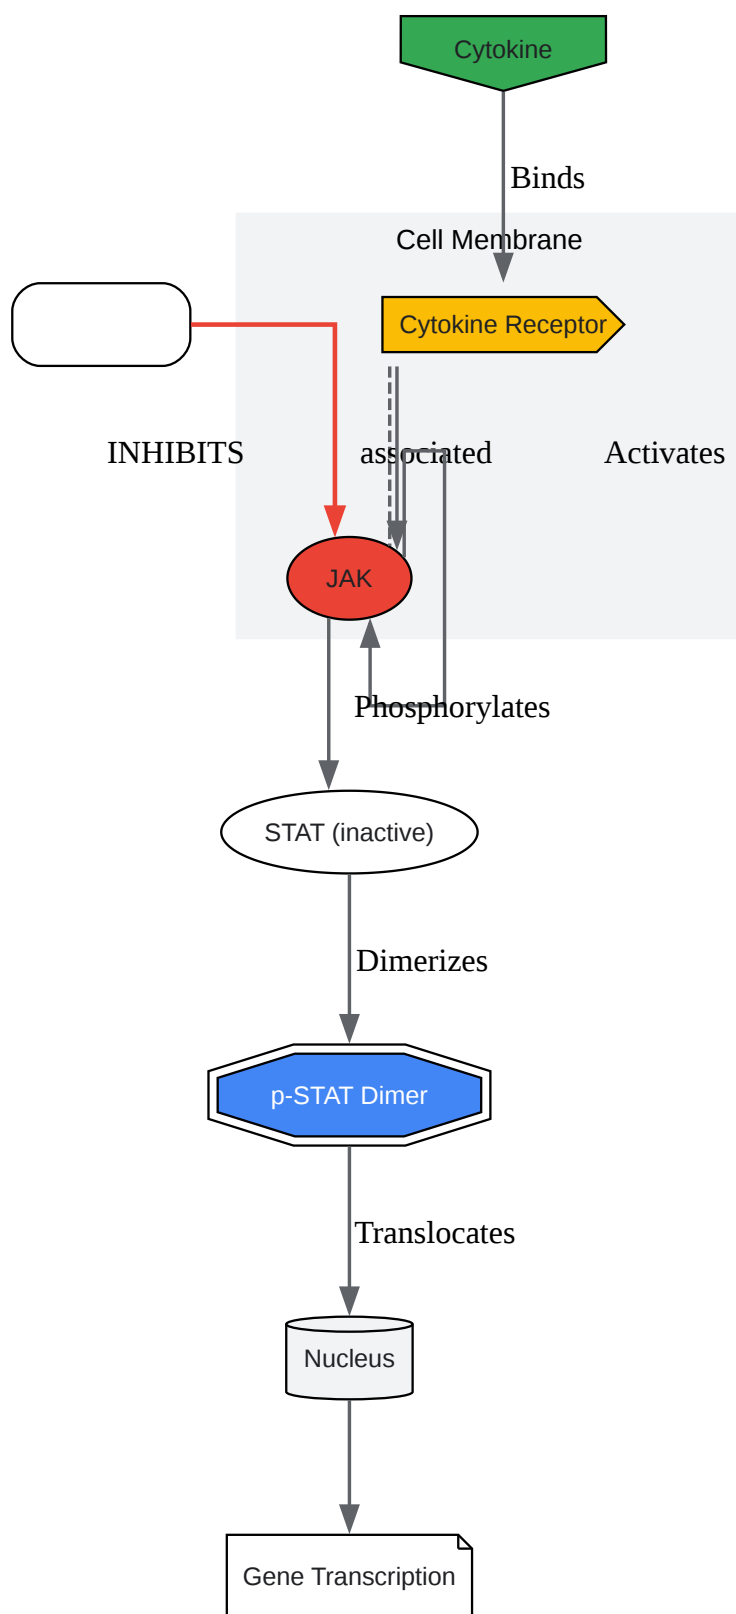 Cytokine
Binds
Cell Membrane
Cytokine Receptor
INHIBITS
associated
Activates
JAK
Phosphorylates
STAT (inactive)
Dimerizes
p-STAT Dimer
Translocates
Nucleus
Gene Transcription